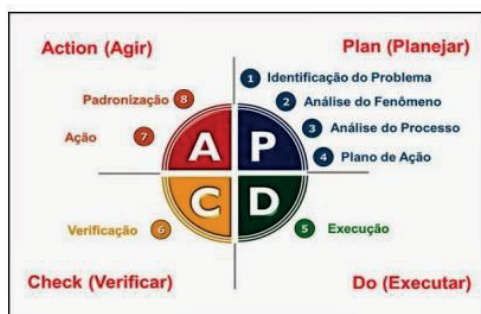 Action (Agir)
Plan (Planejar)
1 Identificação do Problema
2 Análise do Fenômeno
3 Análise do Processo
4 Plano de Ação
8 Padronização
7 Ação
A P
C D
6 Verificação
5 Execução
Check (Verificar)
Do (Executar)